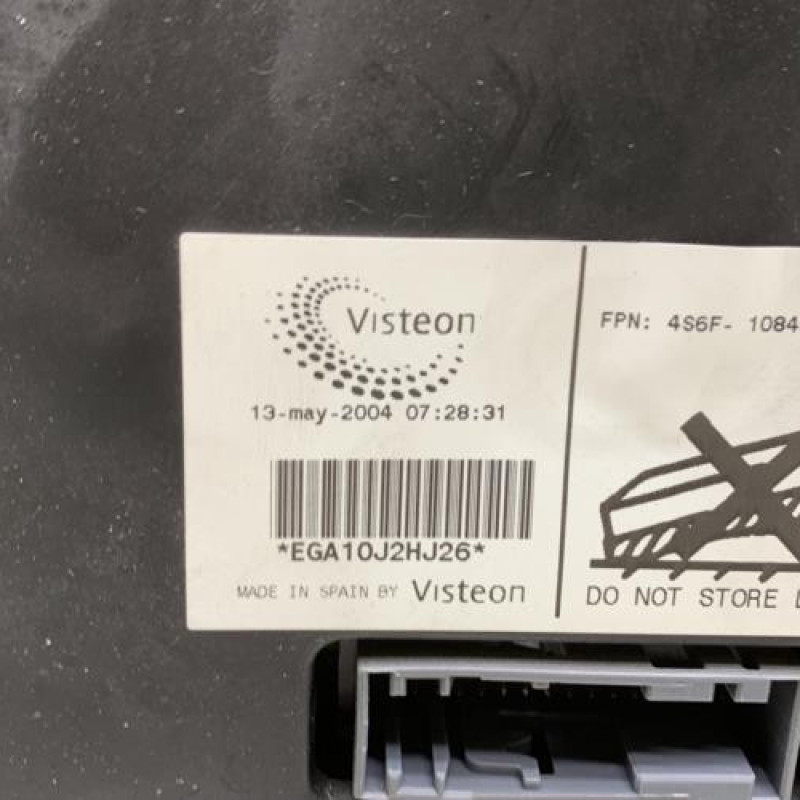 Visteon
13-may-2004 07:28:31
*EGA10J2HJ26*
MADE IN SPAIN BY Visteon
FPN: 4S6F- 1084
DO NOT STORE